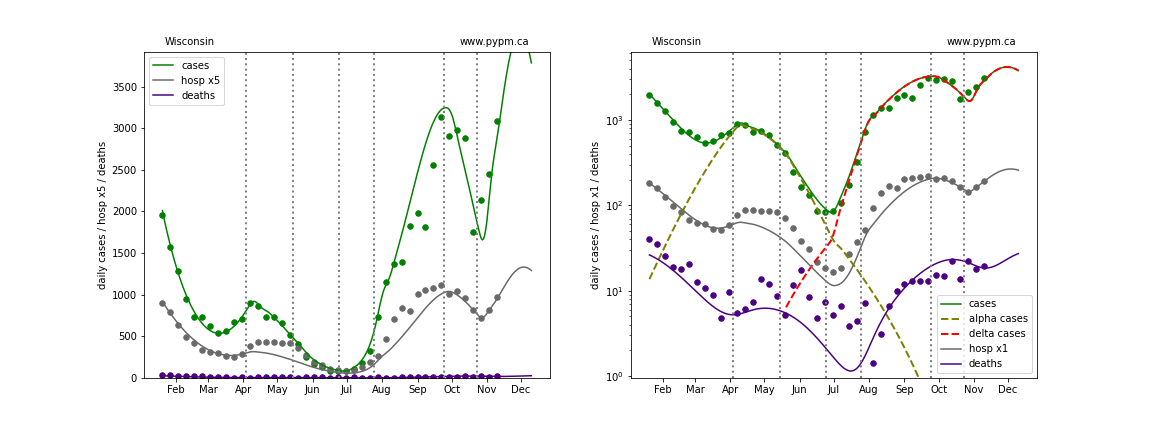 Wisconsin
www.pypm.ca
cases
hosp x5
deaths
daily cases / hosp x5 / deaths
3500
3000
2500
2000
1500
1000
500
0
Feb Mar Apr May Jun Jul Aug Sep Oct Nov Dec
Wisconsin
www.pypm.ca
daily cases / hosp x1 / deaths
10³
10²
10¹
10⁰
cases
alpha cases
delta cases
hosp x1
deaths
Feb Mar Apr May Jun Jul Aug Sep Oct Nov Dec